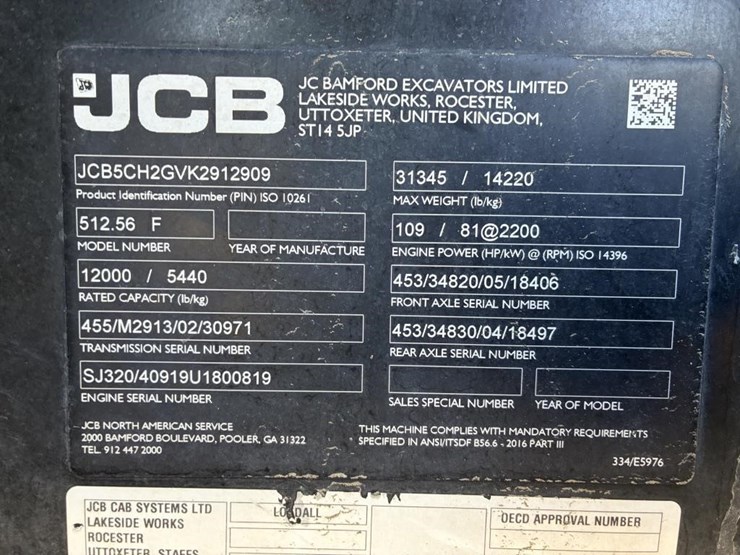 JCB
JC BAMFORD EXCAVATORS LIMITED
LAKESIDE WORKS, ROCESTER,
UTTOXETER, UNITED KINGDOM,
ST14 5JP
JCB5CH2GVK2912909
Product Identification Number (PIN) ISO 10261
512.56 F
MODEL NUMBER
YEAR OF MANUFACTURE
12000 / 5440
RATED CAPACITY (lb/kg)
455/M2913/02/30971
TRANSMISSION SERIAL NUMBER
SJ320/40919U1800819
ENGINE SERIAL NUMBER
31345 / 14220
MAX WEIGHT (lb/kg)
109 / 81@2200
ENGINE POWER (HP/kW) @ (RPM) ISO 14396
453/34820/05/18406
FRONT AXLE SERIAL NUMBER
453/34830/04/18497
REAR AXLE SERIAL NUMBER
SALES SPECIAL NUMBER
YEAR OF MODEL
JCB NORTH AMERICAN SERVICE
2000 BAMFORD BOULEVARD, POOLER, GA 31322
TEL. 912 447 2000
THIS MACHINE COMPLIES WITH MANDATORY REQUIREMENTS
SPECIFIED IN ANSI/ITSDF B56.6 - 2016 PART III
334/E5976
JCB CAB SYSTEMS LTD
LAKESIDE WORKS
ROCESTER
UTTOXETER, STAFFS
LOADALL
OECD APPROVAL NUMBER